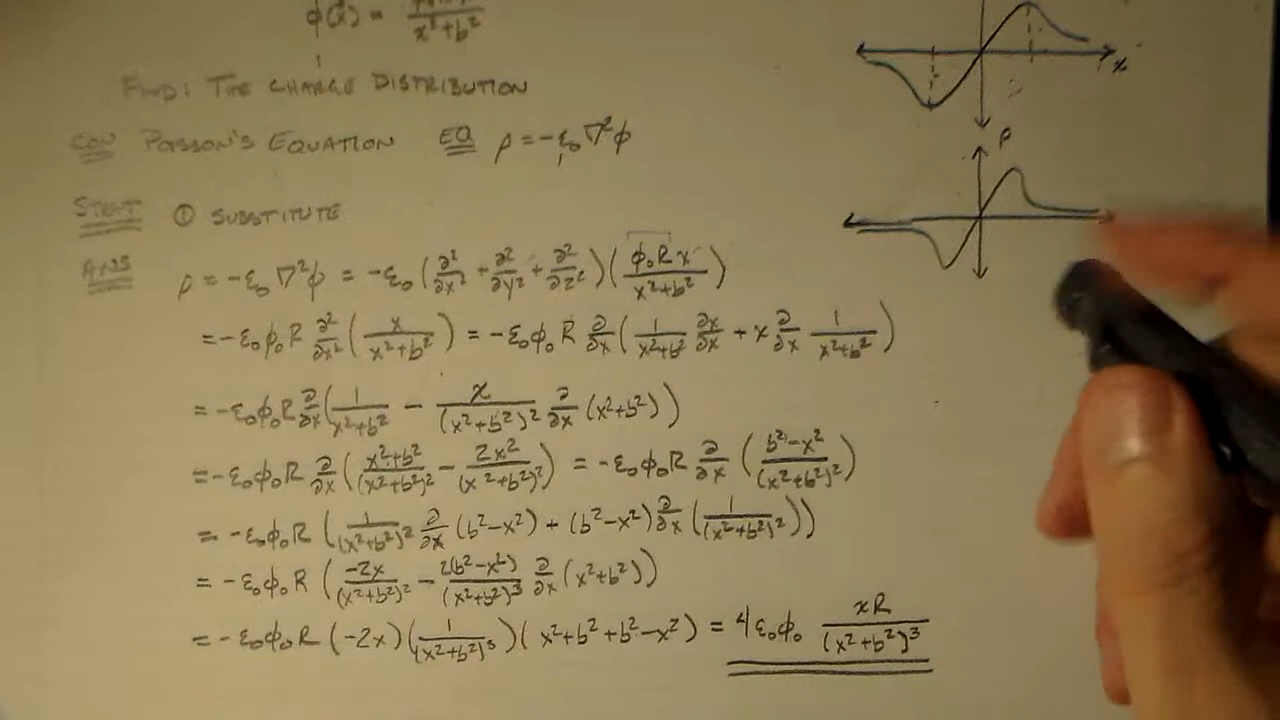 φ(x) = / x²+b²
FIND: THE CHARGE DISTRIBUTION
x
CON POISSON'S EQUATION EQ ρ = -ε₀∇²φ
ρ
STRAT ① SUBSTITUTE
ANS ρ = -ε₀∇²φ = -ε₀(∂²/∂x² + ∂²/∂y² + ∂²/∂z²)(φ₀Rx/(x²+b²))
= -ε₀φ₀R ∂²/∂x²(x/(x²+b²)) = -ε₀φ₀R ∂/∂x(1/(x²+b²) ∂x/∂x + x ∂/∂x 1/(x²+b²))
= -ε₀φ₀R ∂/∂x(1/(x²+b²) - x/(x²+b²)² ∂/∂x (x²+b²))
= -ε₀φ₀R ∂/∂x((x²+b²)/(x²+b²)² - 2x²/(x²+b²)²) = -ε₀φ₀R ∂/∂x((b²-x²)/(x²+b²)²)
= -ε₀φ₀R(1/(x²+b²)² ∂/∂x (b²-x²) + (b²-x²) ∂/∂x(1/(x²+b²)²))
= -ε₀φ₀R(-2x/(x²+b²)² - 2(b²-x²)/(x²+b²)³ ∂/∂x (x²+b²))
= -ε₀φ₀R(-2x)(1/(x²+b²)³)(x²+b²+b²-x²) = 4ε₀φ₀ xR/(x²+b²)³